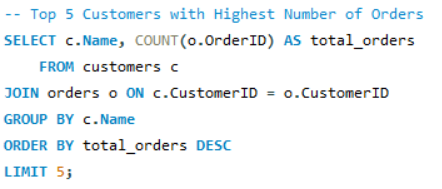 -- Top 5 Customers with Highest Number of Orders
SELECT c.Name, COUNT(o.OrderID) AS total_orders
    FROM customers c
JOIN orders o ON c.CustomerID = o.CustomerID
GROUP BY c.Name
ORDER BY total_orders DESC
LIMIT 5;